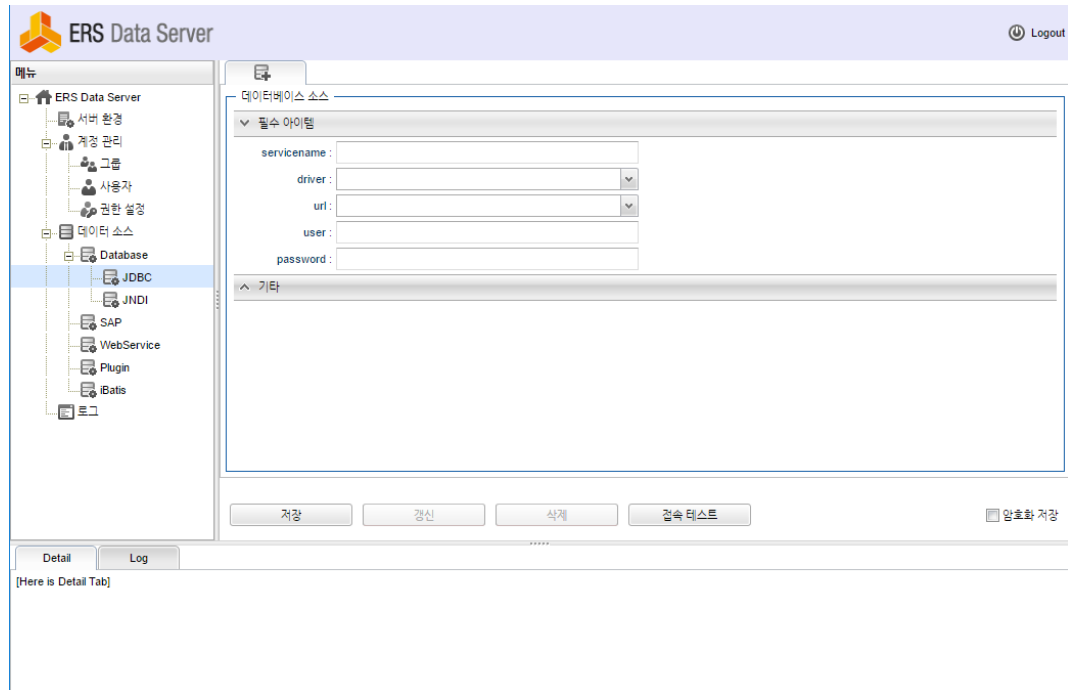 ERS Data Server
Logout
메뉴
ERS Data Server
서버 환경
계정 관리
그룹
사용자
권한 설정
데이터 소스
Database
JDBC
JNDI
SAP
WebService
Plugin
iBatis
로그
데이터베이스 소스
필수 아이템
servicename :
driver :
url :
user :
password :
기타
저장
갱신
삭제
접속 테스트
암호화 저장
Detail
Log
[Here is Detail Tab]